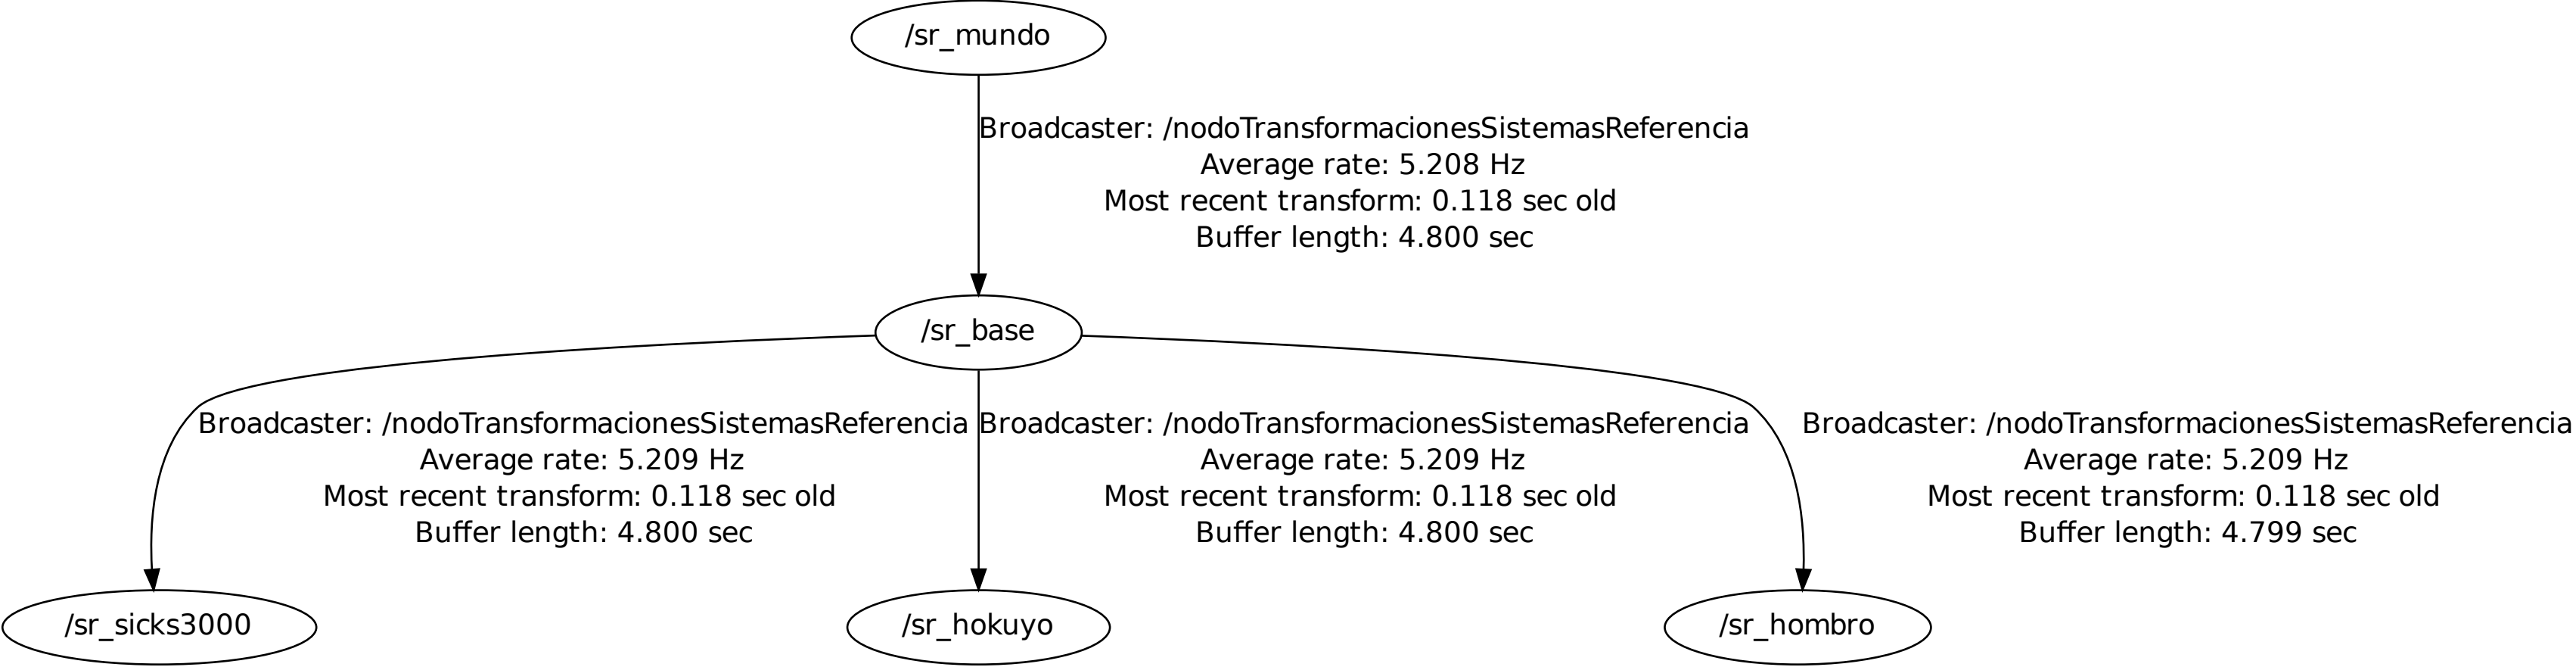 /sr_mundo
Broadcaster: /nodoTransformacionesSistemasReferencia
Average rate: 5.208 Hz
Most recent transform: 0.118 sec old
Buffer length: 4.800 sec
/sr_base
Broadcaster: /nodoTransformacionesSistemasReferencia
Average rate: 5.209 Hz
Most recent transform: 0.118 sec old
Buffer length: 4.800 sec
Broadcaster: /nodoTransformacionesSistemasReferencia
Average rate: 5.209 Hz
Most recent transform: 0.118 sec old
Buffer length: 4.800 sec
Broadcaster: /nodoTransformacionesSistemasReferencia
Average rate: 5.209 Hz
Most recent transform: 0.118 sec old
Buffer length: 4.799 sec
/sr_sicks3000
/sr_hokuyo
/sr_hombro